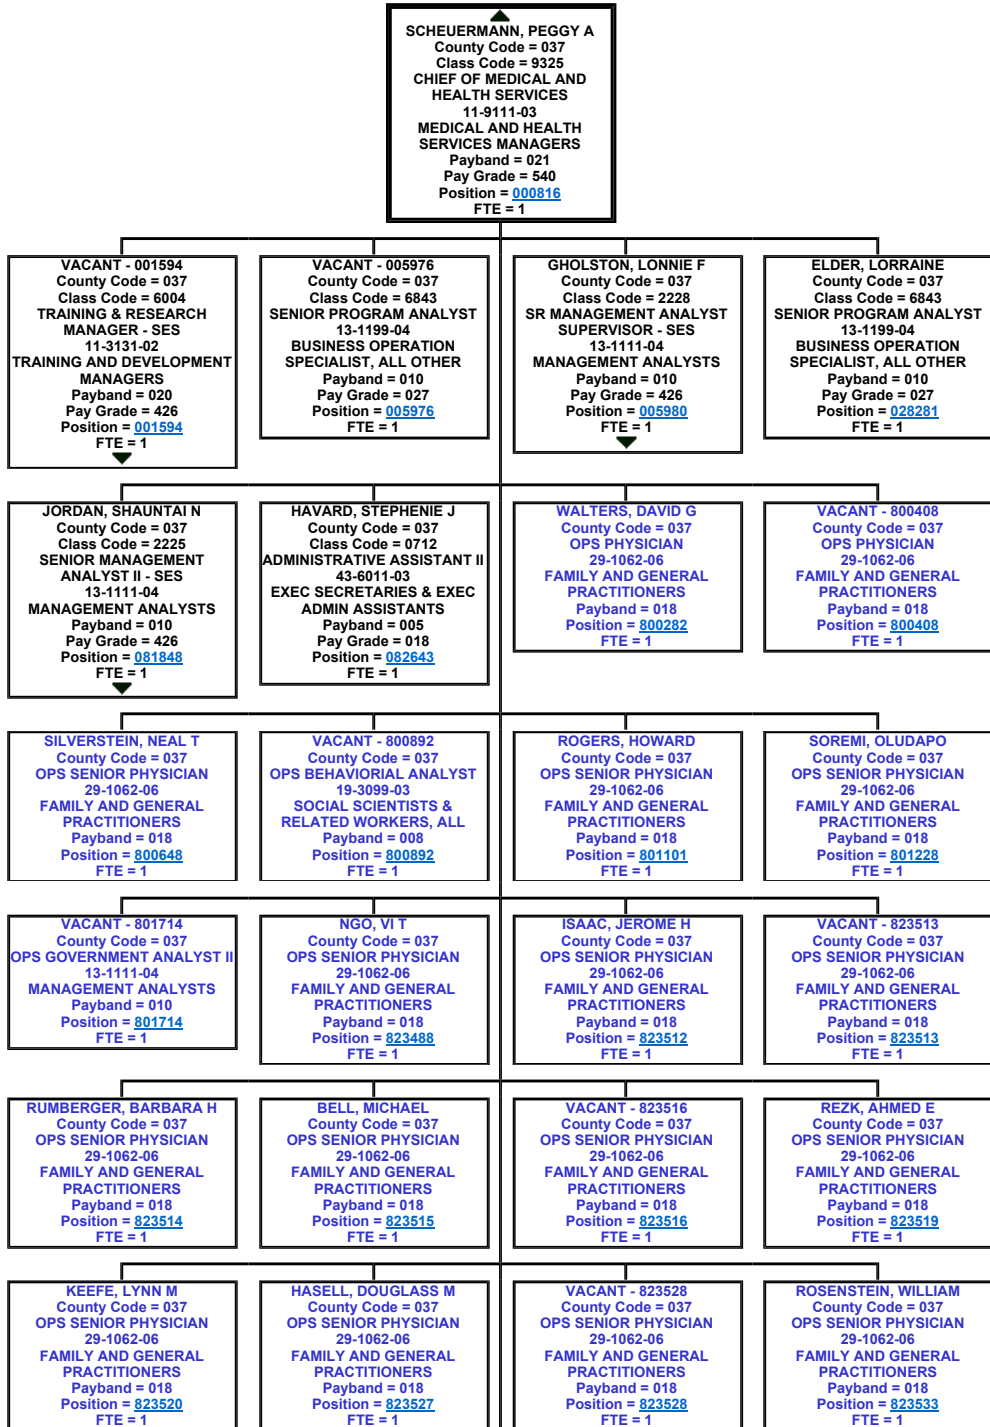 SCHEUERMANN, PEGGY A
County Code = 037
Class Code = 9325
CHIEF OF MEDICAL AND
HEALTH SERVICES
11-9111-03
MEDICAL AND HEALTH
SERVICES MANAGERS
Payband = 021
Pay Grade = 540
Position = 000816
FTE = 1
VACANT - 001594
County Code = 037
Class Code = 6004
TRAINING & RESEARCH
MANAGER - SES
11-3131-02
TRAINING AND DEVELOPMENT
MANAGERS
Payband = 020
Pay Grade = 426
Position = 001594
FTE = 1
VACANT - 005976
County Code = 037
Class Code = 6843
SENIOR PROGRAM ANALYST
13-1199-04
BUSINESS OPERATION
SPECIALIST, ALL OTHER
Payband = 010
Pay Grade = 027
Position = 005976
FTE = 1
GHOLSTON, LONNIE F
County Code = 037
Class Code = 2228
SR MANAGEMENT ANALYST
SUPERVISOR - SES
13-1111-04
MANAGEMENT ANALYSTS
Payband = 010
Pay Grade = 426
Position = 005980
FTE = 1
ELDER, LORRAINE
County Code = 037
Class Code = 6843
SENIOR PROGRAM ANALYST
13-1199-04
BUSINESS OPERATION
SPECIALIST, ALL OTHER
Payband = 010
Pay Grade = 027
Position = 028281
FTE = 1
JORDAN, SHAUNTAI N
County Code = 037
Class Code = 2225
SENIOR MANAGEMENT
ANALYST II - SES
13-1111-04
MANAGEMENT ANALYSTS
Payband = 010
Pay Grade = 426
Position = 081848
FTE = 1
HAVARD, STEPHENIE J
County Code = 037
Class Code = 0712
ADMINISTRATIVE ASSISTANT II
43-6011-03
EXEC SECRETARIES & EXEC
ADMIN ASSISTANTS
Payband = 005
Pay Grade = 018
Position = 082643
FTE = 1
WALTERS, DAVID G
County Code = 037
OPS PHYSICIAN
29-1062-06
FAMILY AND GENERAL
PRACTITIONERS
Payband = 018
Position = 800282
FTE = 1
VACANT - 800408
County Code = 037
OPS PHYSICIAN
29-1062-06
FAMILY AND GENERAL
PRACTITIONERS
Payband = 018
Position = 800408
FTE = 1
SILVERSTEIN, NEAL T
County Code = 037
OPS SENIOR PHYSICIAN
29-1062-06
FAMILY AND GENERAL
PRACTITIONERS
Payband = 018
Position = 800648
FTE = 1
VACANT - 800892
County Code = 037
OPS BEHAVIORIAL ANALYST
19-3099-03
SOCIAL SCIENTISTS &
RELATED WORKERS, ALL
Payband = 008
Position = 800892
FTE = 1
ROGERS, HOWARD
County Code = 037
OPS SENIOR PHYSICIAN
29-1062-06
FAMILY AND GENERAL
PRACTITIONERS
Payband = 018
Position = 801101
FTE = 1
SOREMI, OLUDAPO
County Code = 037
OPS SENIOR PHYSICIAN
29-1062-06
FAMILY AND GENERAL
PRACTITIONERS
Payband = 018
Position = 801228
FTE = 1
VACANT - 801714
County Code = 037
OPS GOVERNMENT ANALYST II
13-1111-04
MANAGEMENT ANALYSTS
Payband = 010
Position = 801714
FTE = 1
NGO, VI T
County Code = 037
OPS SENIOR PHYSICIAN
29-1062-06
FAMILY AND GENERAL
PRACTITIONERS
Payband = 018
Position = 823488
FTE = 1
ISAAC, JEROME H
County Code = 037
OPS SENIOR PHYSICIAN
29-1062-06
FAMILY AND GENERAL
PRACTITIONERS
Payband = 018
Position = 823512
FTE = 1
VACANT - 823513
County Code = 037
OPS SENIOR PHYSICIAN
29-1062-06
FAMILY AND GENERAL
PRACTITIONERS
Payband = 018
Position = 823513
FTE = 1
RUMBERGER, BARBARA H
County Code = 037
OPS SENIOR PHYSICIAN
29-1062-06
FAMILY AND GENERAL
PRACTITIONERS
Payband = 018
Position = 823514
FTE = 1
BELL, MICHAEL
County Code = 037
OPS SENIOR PHYSICIAN
29-1062-06
FAMILY AND GENERAL
PRACTITIONERS
Payband = 018
Position = 823515
FTE = 1
VACANT - 823516
County Code = 037
OPS SENIOR PHYSICIAN
29-1062-06
FAMILY AND GENERAL
PRACTITIONERS
Payband = 018
Position = 823516
FTE = 1
REZK, AHMED E
County Code = 037
OPS SENIOR PHYSICIAN
29-1062-06
FAMILY AND GENERAL
PRACTITIONERS
Payband = 018
Position = 823519
FTE = 1
KEEFE, LYNN M
County Code = 037
OPS SENIOR PHYSICIAN
29-1062-06
FAMILY AND GENERAL
PRACTITIONERS
Payband = 018
Position = 823520
FTE = 1
HASELL, DOUGLASS M
County Code = 037
OPS SENIOR PHYSICIAN
29-1062-06
FAMILY AND GENERAL
PRACTITIONERS
Payband = 018
Position = 823527
FTE = 1
VACANT - 823528
County Code = 037
OPS SENIOR PHYSICIAN
29-1062-06
FAMILY AND GENERAL
PRACTITIONERS
Payband = 018
Position = 823528
FTE = 1
ROSENSTEIN, WILLIAM
County Code = 037
OPS SENIOR PHYSICIAN
29-1062-06
FAMILY AND GENERAL
PRACTITIONERS
Payband = 018
Position = 823533
FTE = 1